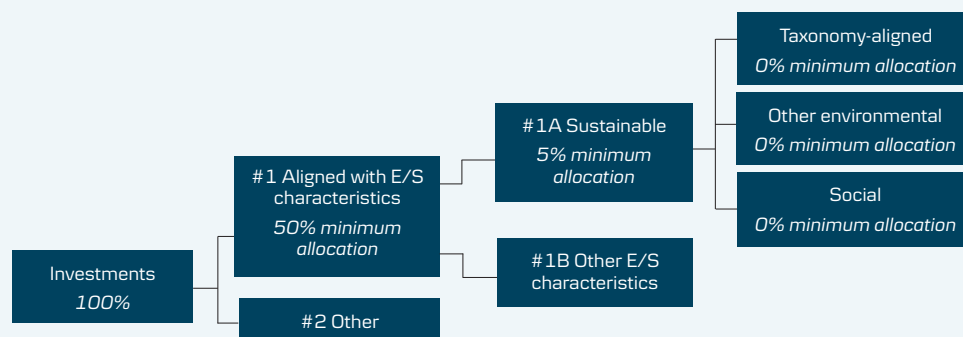 Investments
100%
#1 Aligned with E/S
characteristics
50% minimum
allocation
#2 Other
#1A Sustainable
5% minimum
allocation
#1B Other E/S
characteristics
Taxonomy-aligned
0% minimum allocation
Other environmental
0% minimum allocation
Social
0% minimum allocation